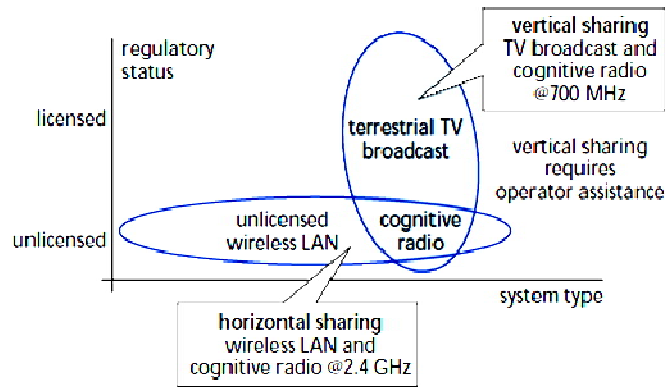 regulatory
status
vertical sharing
TV broadcast and
cognitive radio
@700 MHz
licensed
terrestrial TV
broadcast
vertical sharing
requires
operator assistance
unlicensed
unlicensed
wireless LAN
cognitive
radio
system type
horizontal sharing
wireless LAN and
cognitive radio @2.4 GHz